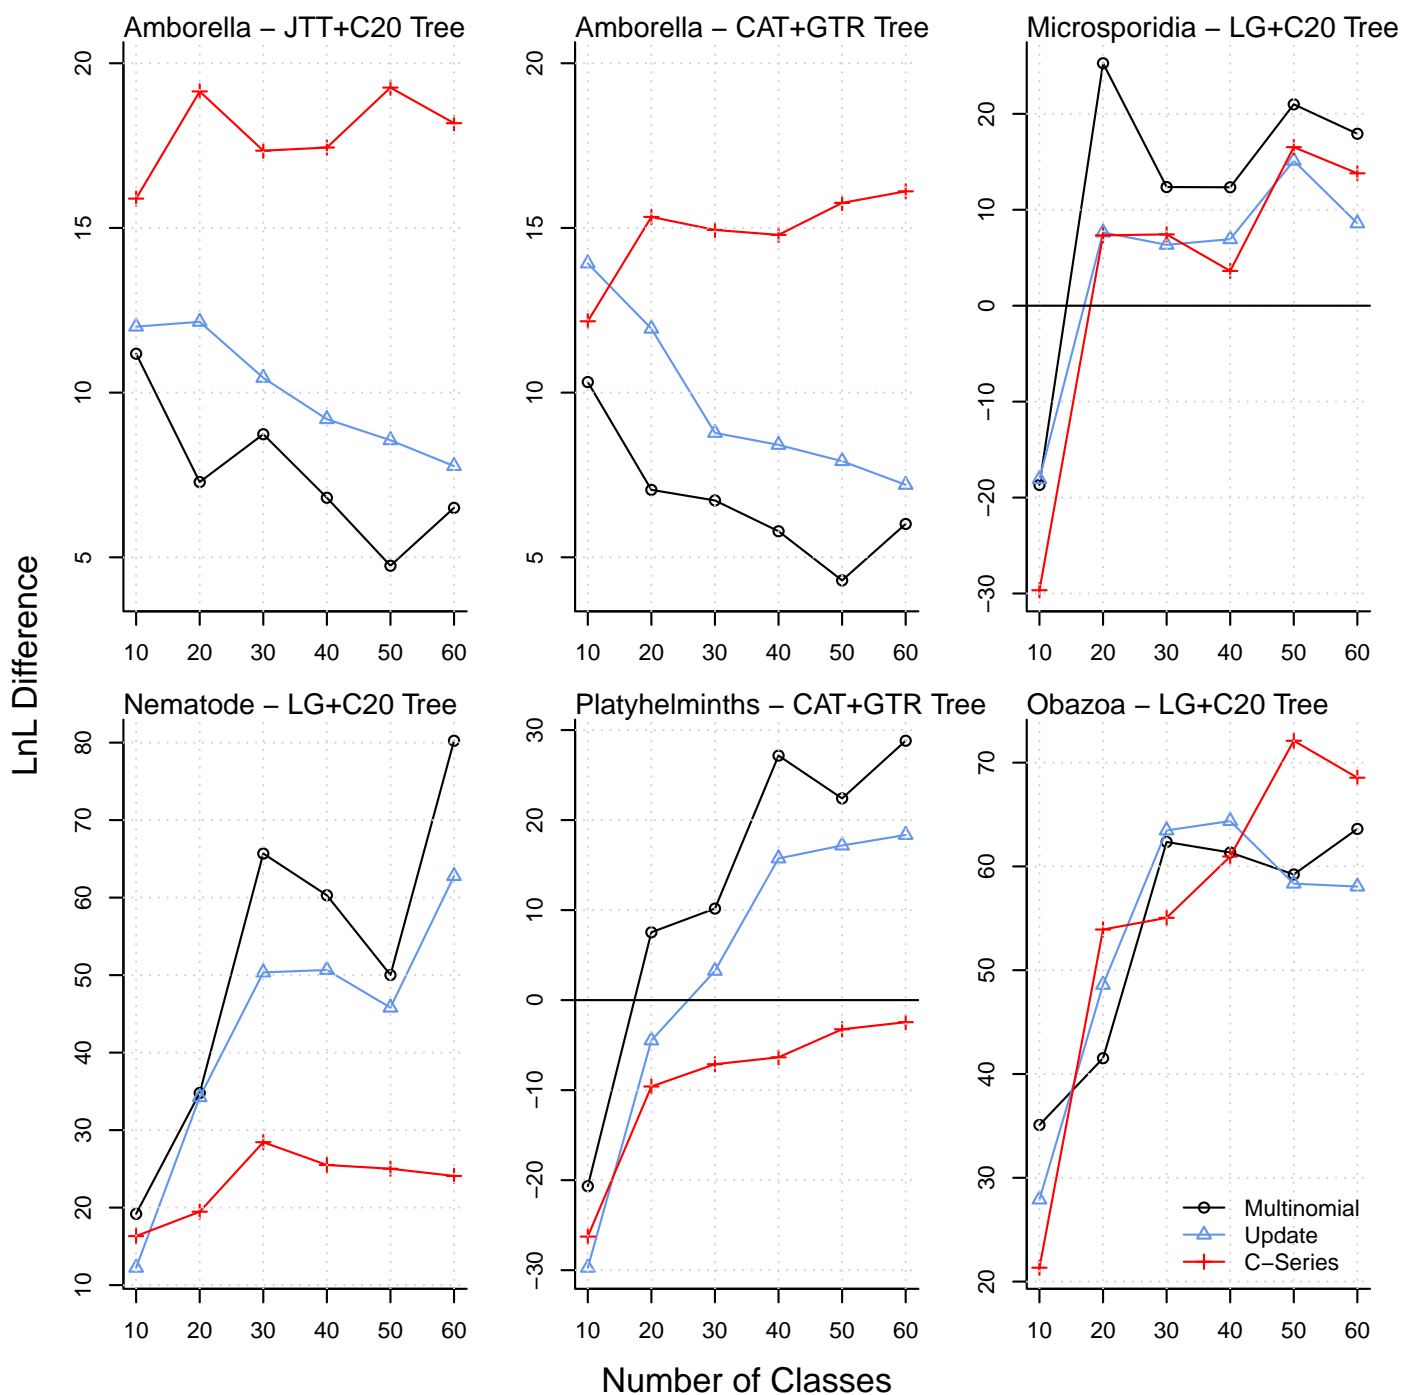 Amborella − JTT+C20 Tree
Amborella − CAT+GTR Tree
Microsporidia − LG+C20 Tree
20
15
10
5
10 20 30 40 50 60
20
15
10
5
10 20 30 40 50 60
20
10
0
−10
−20
−30
10 20 30 40 50 60
LnL Difference
Nematode − LG+C20 Tree
Platyhelminths − CAT+GTR Tree
Obazoa − LG+C20 Tree
80
70
60
50
40
30
20
10
10 20 30 40 50 60
30
20
10
0
−10
−20
−30
10 20 30 40 50 60
70
60
50
40
30
20
Multinomial
Update
C−Series
10 20 30 40 50 60
Number of Classes